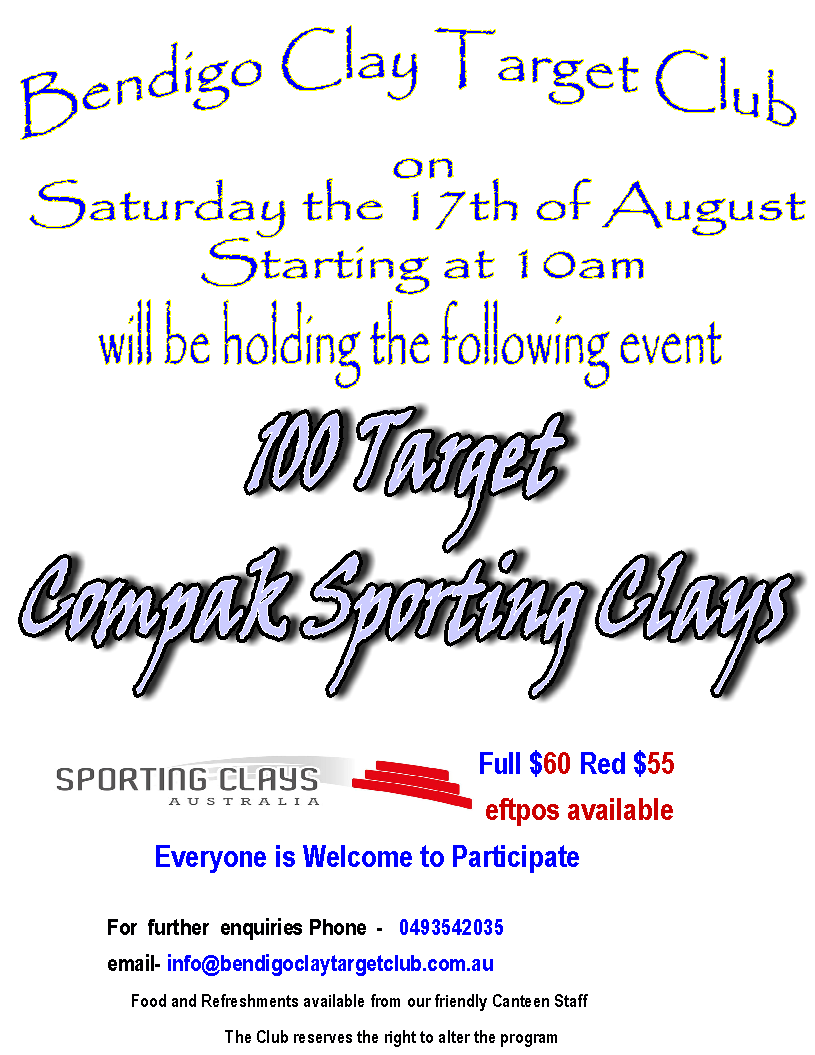 Bendigo Clay Target Club
on
Saturday the 17th of August
Starting at 10am
will be holding the following event
100 Target
Compak Sporting Clays
SPORTING CLAYS
AUSTRALIA
Full $60 Red $55
eftpos available
Everyone is Welcome to Participate
For further enquiries Phone - 0493542035
email- info@bendigoclaytargetclub.com.au
Food and Refreshments available from our friendly Canteen Staff
The Club reserves the right to alter the program